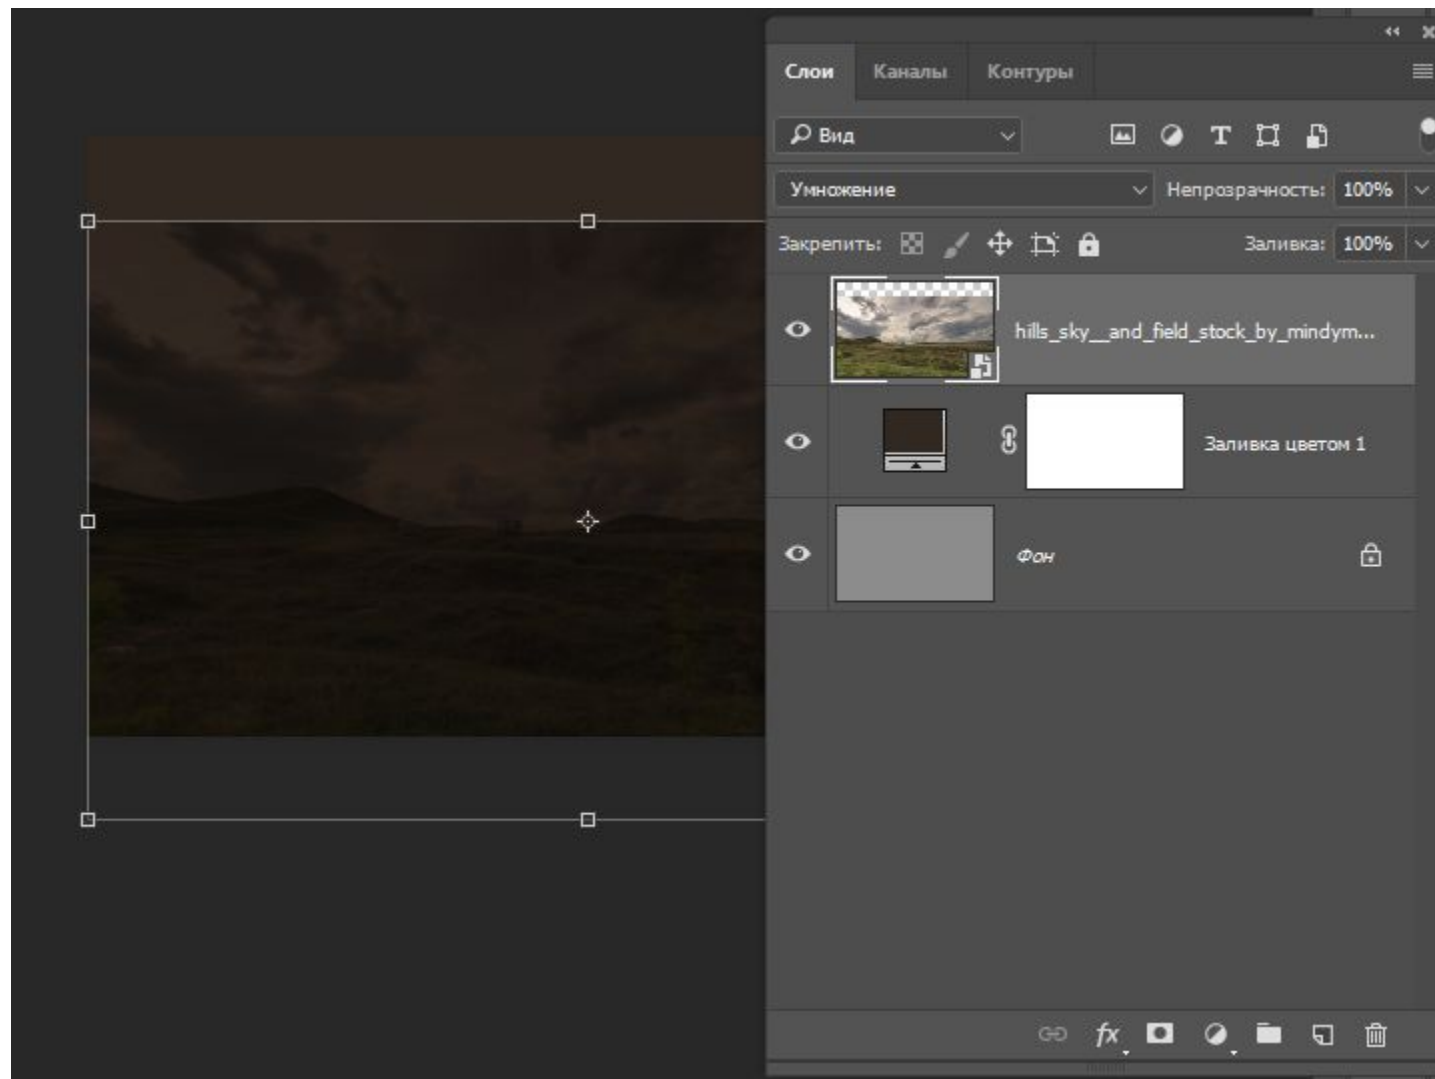 Слои Каналы Контуры
Вид
Умножение Непрозрачность: 100%
Закрепить: Заливка: 100%
hills_sky__and_field_stock_by_mindym...
Заливка цветом 1
Фон
fx